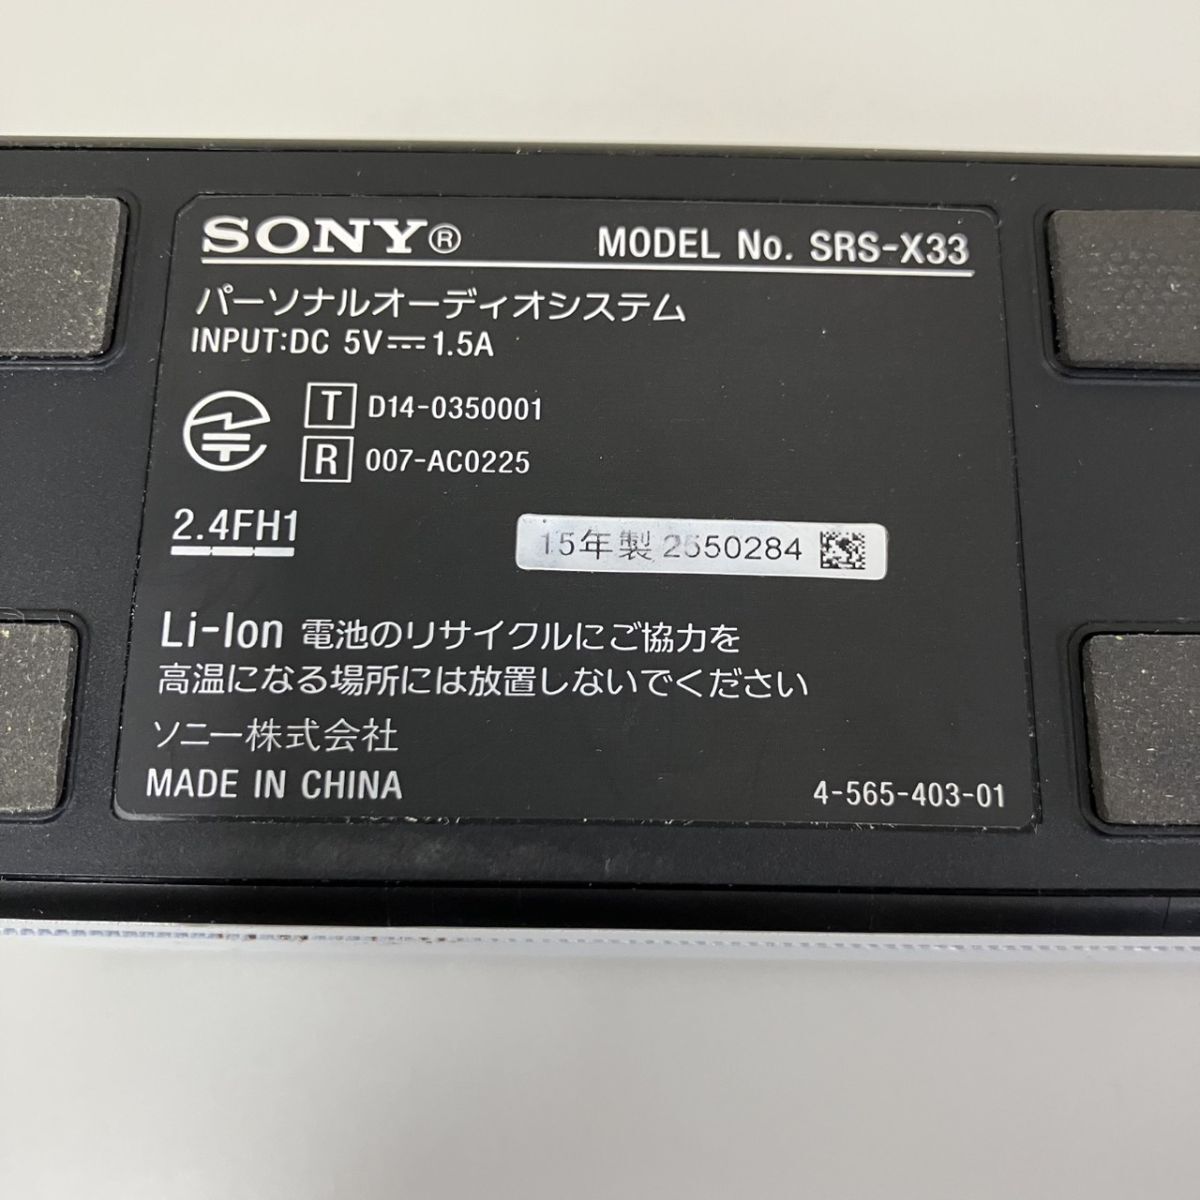 SONY®
MODEL No. SRS-X33
パーソナルオーディオシステム
INPUT:DC 5V⎓1.5A
T D14-0350001
R 007-AC0225
2.4FH1
15年製 2550284
Li-Ion 電池のリサイクルにご協力を
高温になる場所には放置しないでください
ソニー株式会社
MADE IN CHINA
4-565-403-01